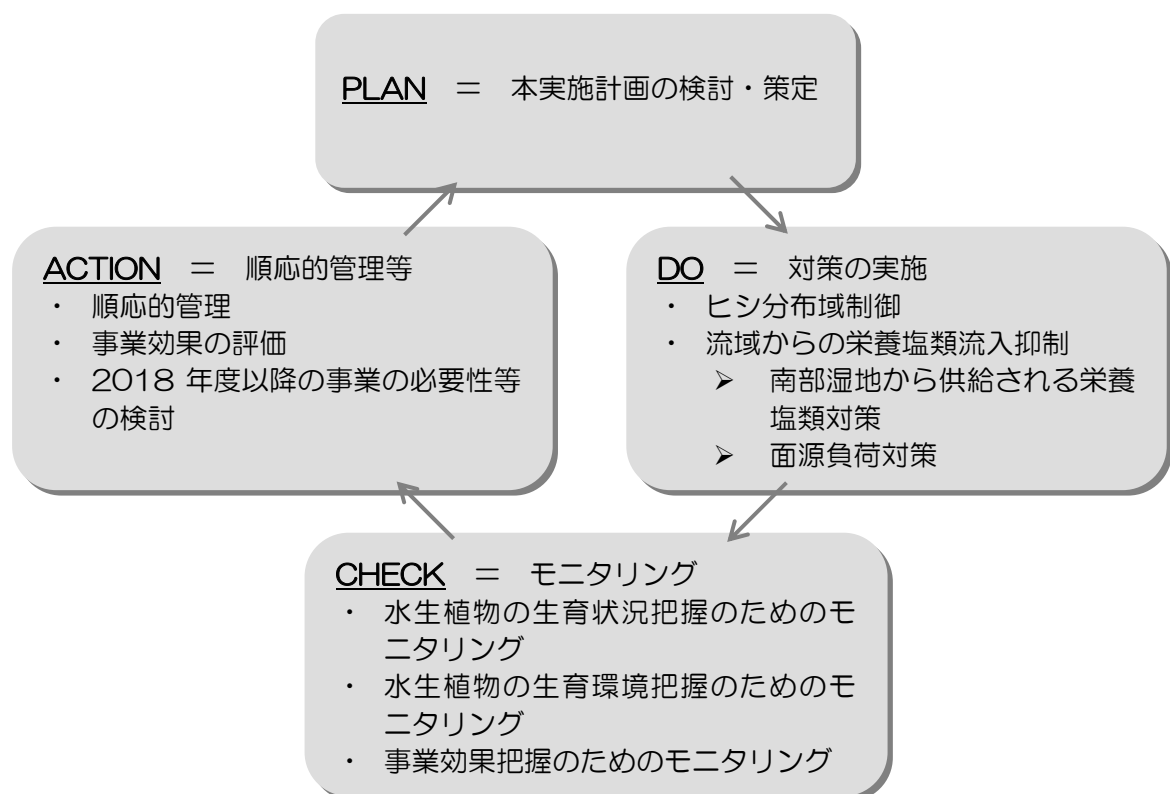 PLAN ＝ 本実施計画の検討・策定
ACTION ＝ 順応的管理等
・ 順応的管理
・ 事業効果の評価
・ 2018 年度以降の事業の必要性等
の検討
DO ＝ 対策の実施
・ ヒシ分布域制御
・ 流域からの栄養塩類流入抑制
➢ 南部湿地から供給される栄養
塩類対策
➢ 面源負荷対策
CHECK ＝ モニタリング
・ 水生植物の生育状況把握のためのモ
ニタリング
・ 水生植物の生育環境把握のためのモ
ニタリング
・ 事業効果把握のためのモニタリング